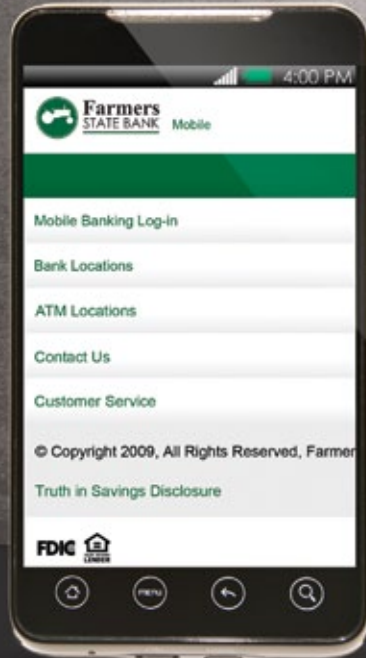 4:00 PM
Farmers
STATE BANK Mobile
Mobile Banking Log-in
Bank Locations
ATM Locations
Contact Us
Customer Service
© Copyright 2009, All Rights Reserved, Farmer
Truth in Savings Disclosure
FDIC
LENDER
MENU